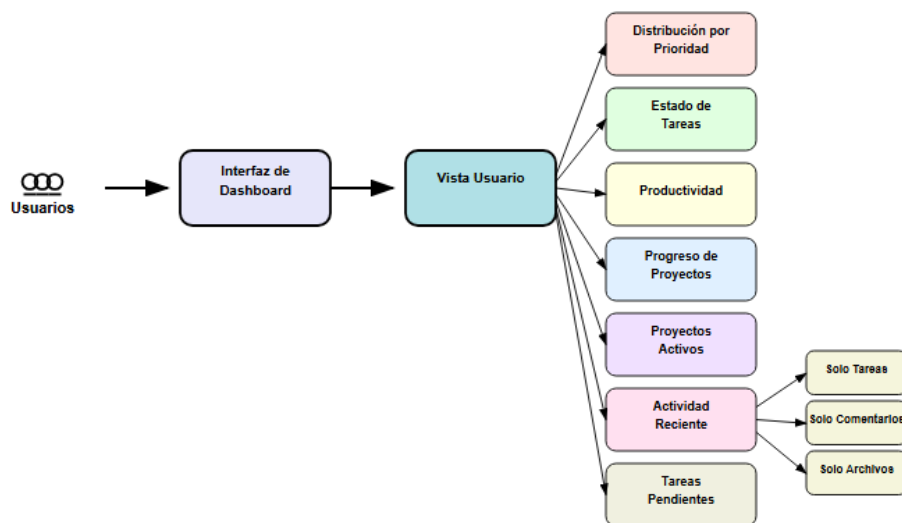 Usuarios
Interfaz de
Dashboard
Vista Usuario
Distribución por
Prioridad
Estado de
Tareas
Productividad
Progreso de
Proyectos
Proyectos
Activos
Actividad
Reciente
Tareas
Pendientes
Solo Tareas
Solo Comentarios
Solo Archivos